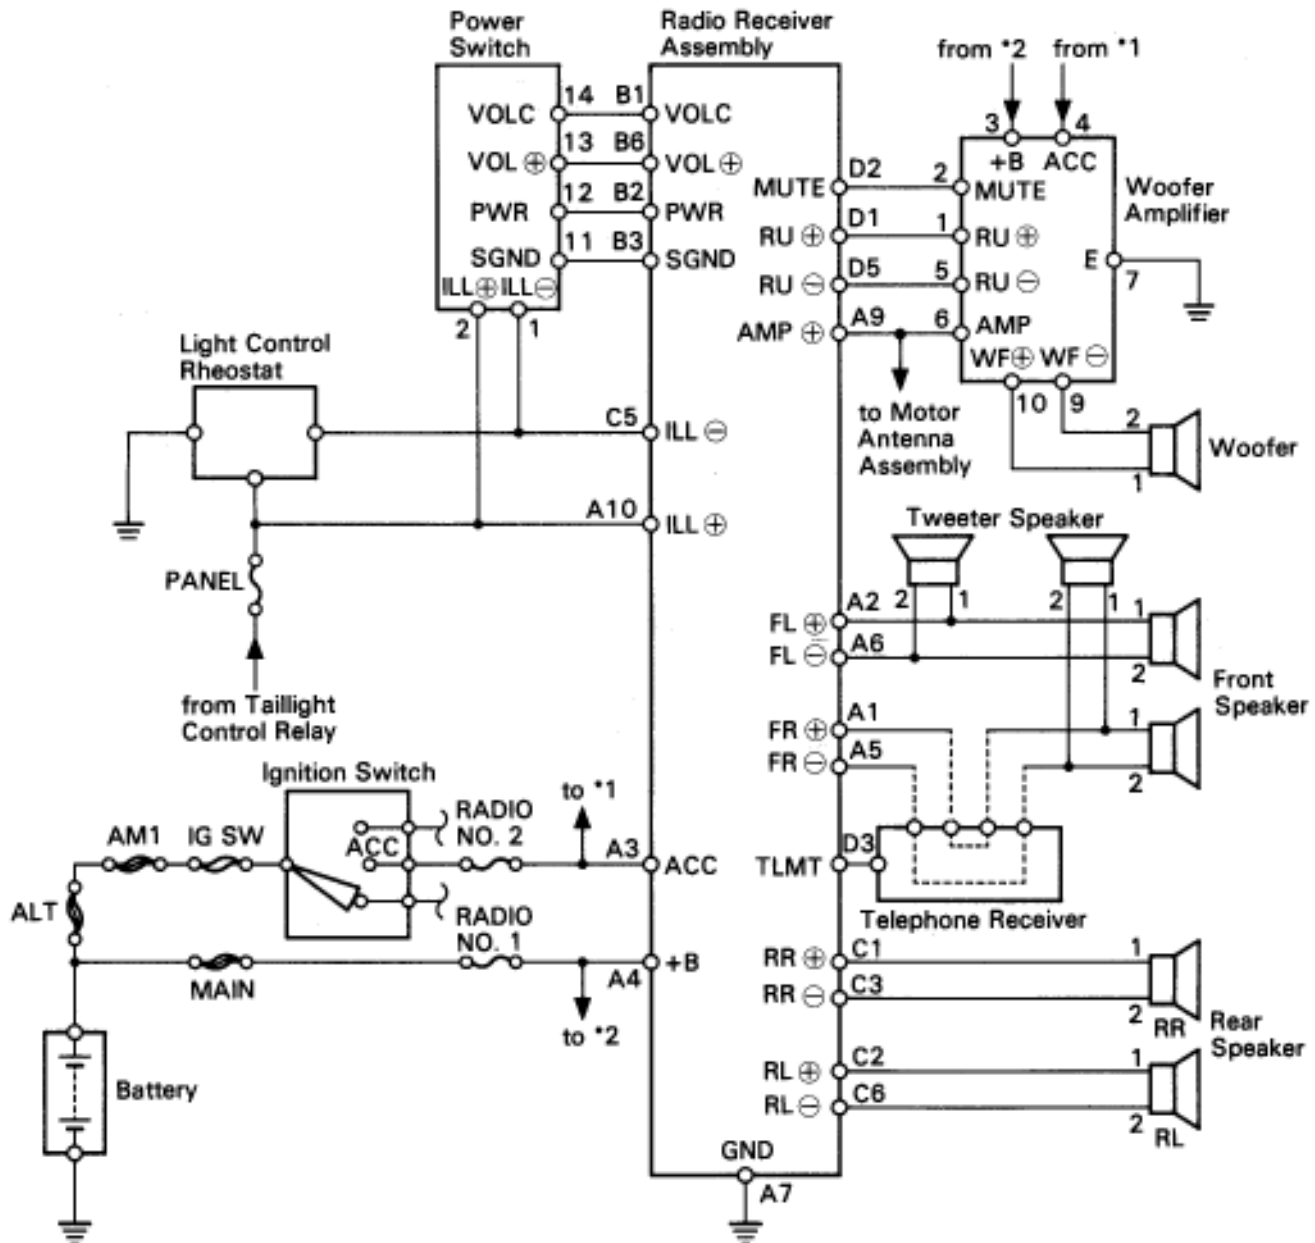 Power
Switch
Radio Receiver
Assembly
from *2
from *1
14
B1
VOLC
VOLC
13
B6
VOL ⊕
VOL ⊕
12
B2
PWR
PWR
11
B3
SGND
SGND
ILL⊕
ILL⊖
2
1
3
4
+B
ACC
MUTE
D2
2
MUTE
RU ⊕
D1
1
RU ⊕
RU ⊖
D5
5
RU ⊖
AMP ⊕
A9
6
AMP
WF⊕
WF⊖
10
9
E
7
Woofer
Amplifier
to Motor
Antenna
Assembly
2
1
Woofer
Light Control
Rheostat
C5
ILL ⊖
A10
ILL ⊕
PANEL
from Taillight
Control Relay
Tweeter Speaker
2
1
2
1
FL ⊕
A2
1
FL ⊖
A6
2
FR ⊕
A1
1
FR ⊖
A5
2
Front
Speaker
Ignition Switch
AM1
IG SW
ACC
RADIO
NO. 2
to *1
A3
ACC
ALT
MAIN
RADIO
NO. 1
A4
+B
to *2
TLMT
D3
Telephone Receiver
RR ⊕
C1
1
RR ⊖
C3
2
RR
Rear
Speaker
RL ⊕
C2
1
RL ⊖
C6
2
RL
Battery
GND
A7